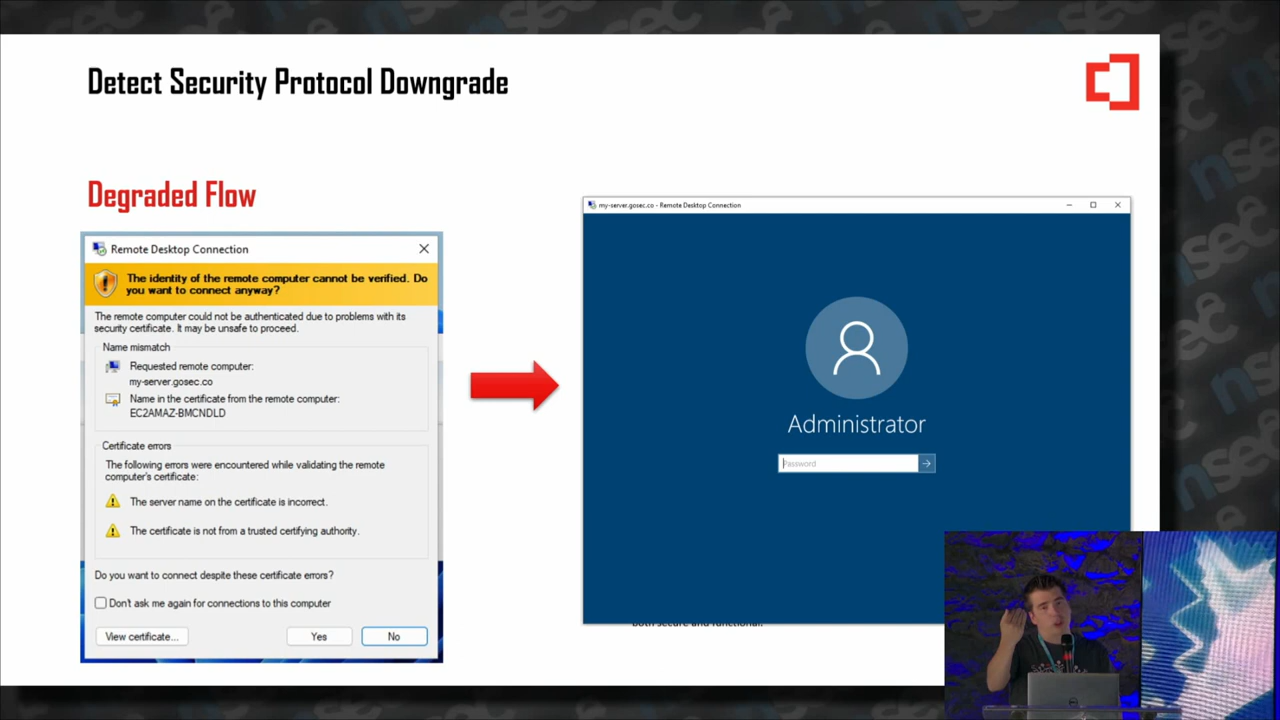 Detect Security Protocol Downgrade
Degraded Flow
Remote Desktop Connection
The identity of the remote computer cannot be verified. Do
you want to connect anyway?
The remote computer could not be authenticated due to problems with its
security certificate. It may be unsafe to proceed.
Name mismatch
Requested remote computer:
my-server.gosec.co
Name in the certificate from the remote computer:
EC2AMAZ-BMCNDLD
Certificate errors
The following errors were encountered while validating the remote
computer's certificate:
The server name on the certificate is incorrect.
The certificate is not from a trusted certifying authority.
Do you want to connect despite these certificate errors?
Don't ask me again for connections to this computer
View certificate...
Yes
No
my-server.gosec.co - Remote Desktop Connection
Administrator
Password
both secure and functional.
nsec
nsec
nsec
nsec